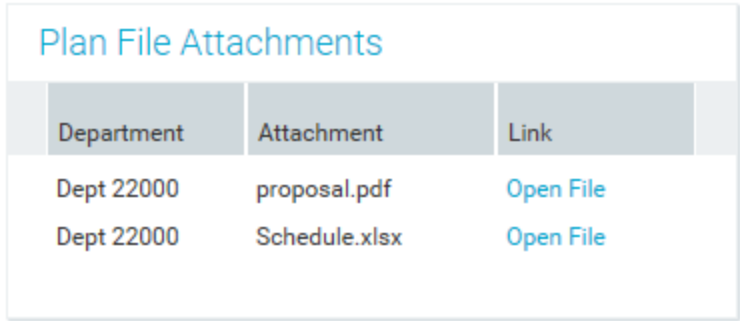 Plan File Attachments
Department Attachment Link
Dept 22000 proposal.pdf Open File
Dept 22000 Schedule.xlsx Open File